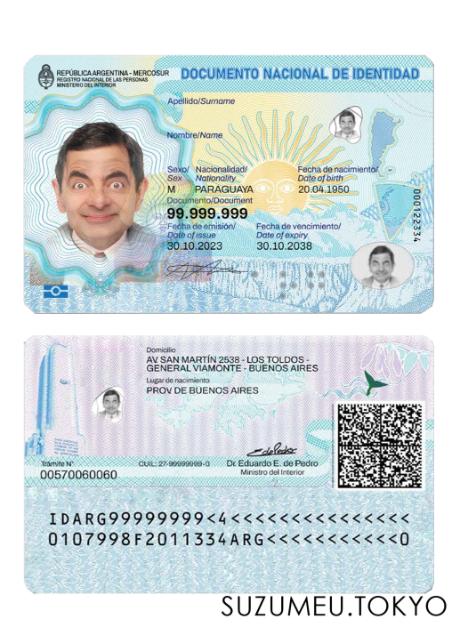 REPÚBLICA ARGENTINA - MERCOSUR
REGISTRO NACIONAL DE LAS PERSONAS
MINISTERIO DEL INTERIOR
DOCUMENTO NACIONAL DE IDENTIDAD
Apellido/Surname
Nombre/Name
Sexo/ Nacionalidad/ Fecha de nacimiento/
Sex Nationality Date of birth
M PARAGUAYA 20.04.1950
Documento/Document
99.999.999
Fecha de emisión/ Fecha de vencimiento/
Date of issue Date of expiry
30.10.2023 30.10.2038
000122334
Domicilio
AV SAN MARTÍN 2538 - LOS TOLDOS -
GENERAL VIAMONTE - BUENOS AIRES
Lugar de nacimiento
PROV DE BUENOS AIRES
Trámite N° CUIL: 27-99999999-0 Dr. Eduardo E. de Pedro
00570060060 Ministro del Interior
IDARG99999999<4<<<<<<<<<<<<<<<
0107998F2011334ARG<<<<<<<<<<<0
SUZUMEU.TOKYO